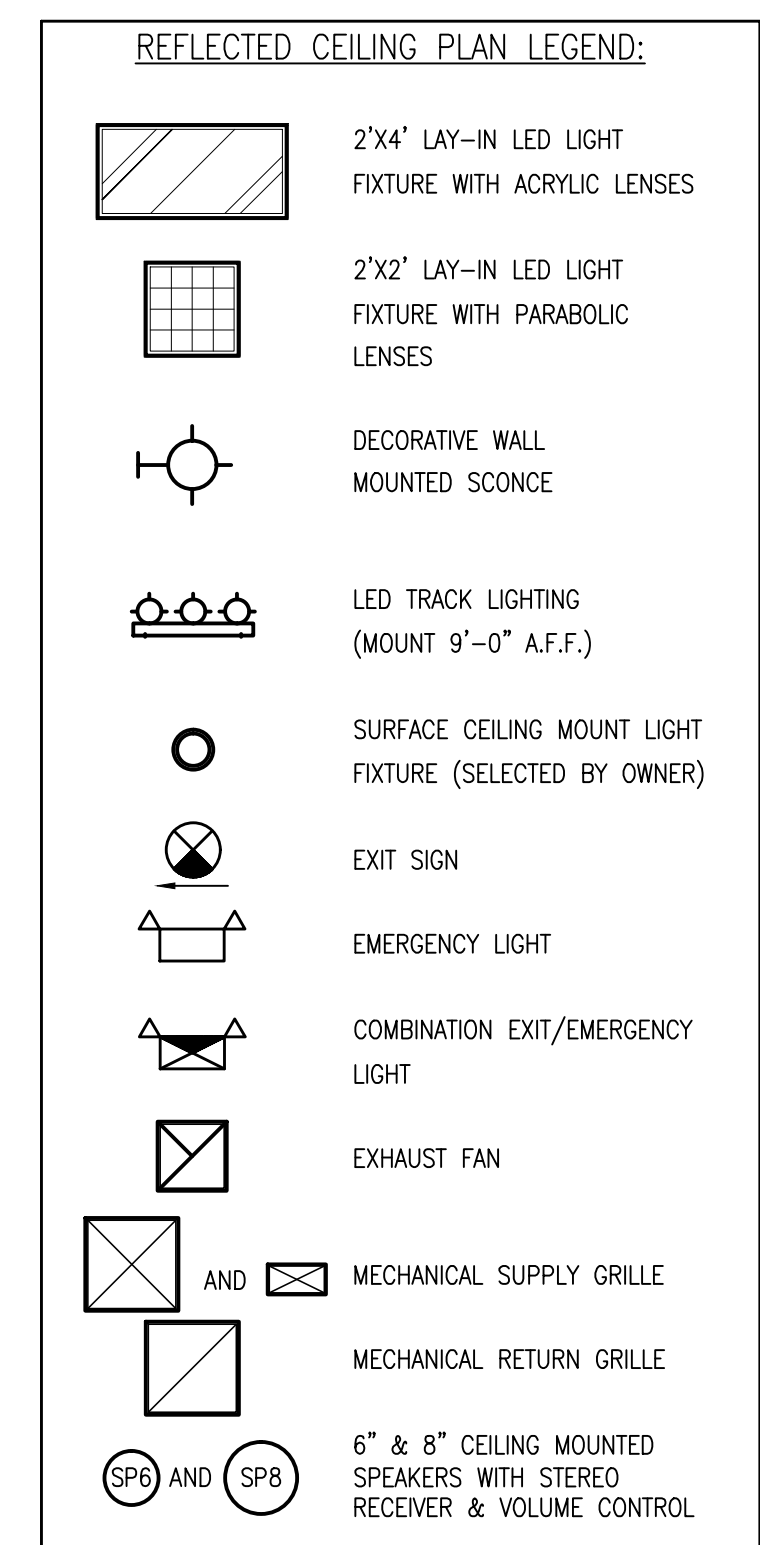 REFLECTED CEILING PLAN LEGEND:
2'X4' LAY-IN LED LIGHT
FIXTURE WITH ACRYLIC LENSES
2'X2' LAY-IN LED LIGHT
FIXTURE WITH PARABOLIC
LENSES
DECORATIVE WALL
MOUNTED SCONCE
LED TRACK LIGHTING
(MOUNT 9'-0" A.F.F.)
SURFACE CEILING MOUNT LIGHT
FIXTURE (SELECTED BY OWNER)
EXIT SIGN
EMERGENCY LIGHT
COMBINATION EXIT/EMERGENCY
LIGHT
EXHAUST FAN
AND MECHANICAL SUPPLY GRILLE
MECHANICAL RETURN GRILLE
SP6 AND SP8
6" & 8" CEILING MOUNTED
SPEAKERS WITH STEREO
RECEIVER & VOLUME CONTROL